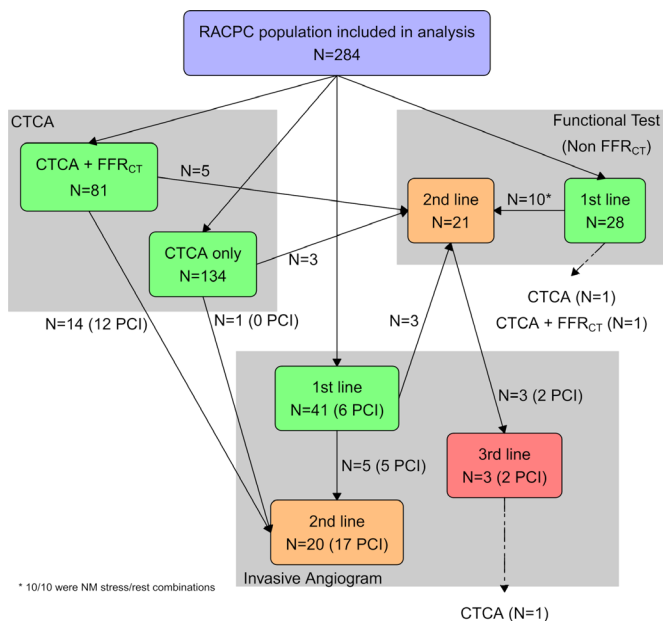 RACPC population included in analysis
N=284
CTCA
Functional Test
(Non FFRCT)
CTCA + FFRCT
N=81
N=5
2nd line
N=21
N=10*
1st line
N=28
CTCA only
N=134
N=3
CTCA (N=1)
CTCA + FFRCT (N=1)
N=14 (12 PCI)
N=1 (0 PCI)
N=3
1st line
N=41 (6 PCI)
N=3 (2 PCI)
N=5 (5 PCI)
3rd line
N=3 (2 PCI)
2nd line
N=20 (17 PCI)
Invasive Angiogram
* 10/10 were NM stress/rest combinations
CTCA (N=1)